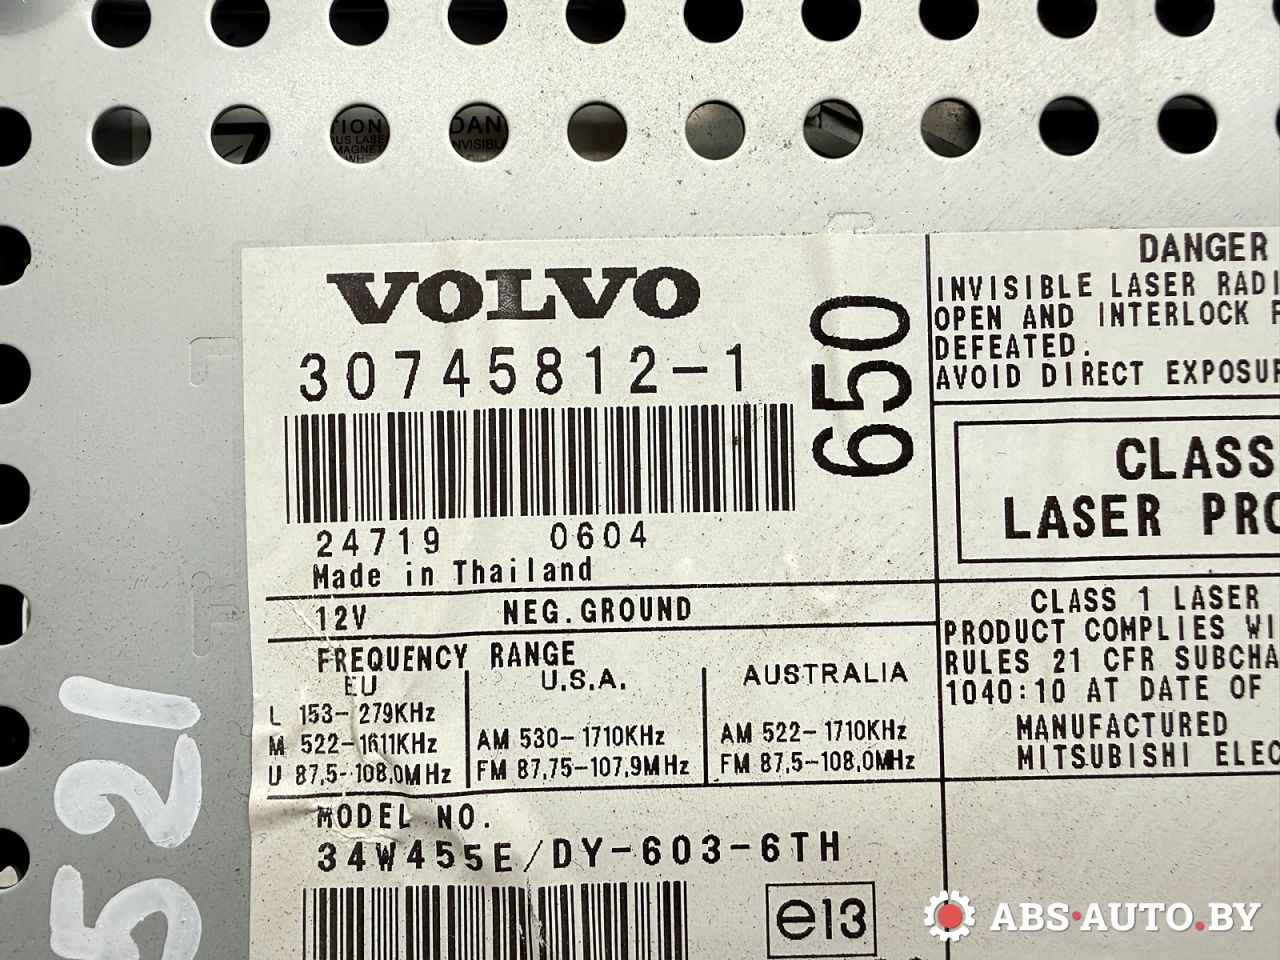 TION
DAN
INVISIBL
VOLVO
30745812-1
650
24719 0604
Made in Thailand
12V NEG. GROUND
FREQUENCY RANGE
EU
L 153-279KHz
M 522-1611KHz
U 87,5-108,0MHz
U.S.A.
AM 530-1710KHz
FM 87,75-107,9MHz
AUSTRALIA
AM 522-1710KHz
FM 87,5-108,0MHz
MODEL NO.
34W455E/DY-603-6TH
e13
DANGER
INVISIBLE LASER RADI
OPEN AND INTERLOCK F
DEFEATED.
AVOID DIRECT EXPOSUR
CLASS
LASER PRO
CLASS 1 LASER
PRODUCT COMPLIES WI
RULES 21 CFR SUBCHA
1040:10 AT DATE OF
MANUFACTURED
MITSUBISHI ELEC
521
ABS-AUTO.BY